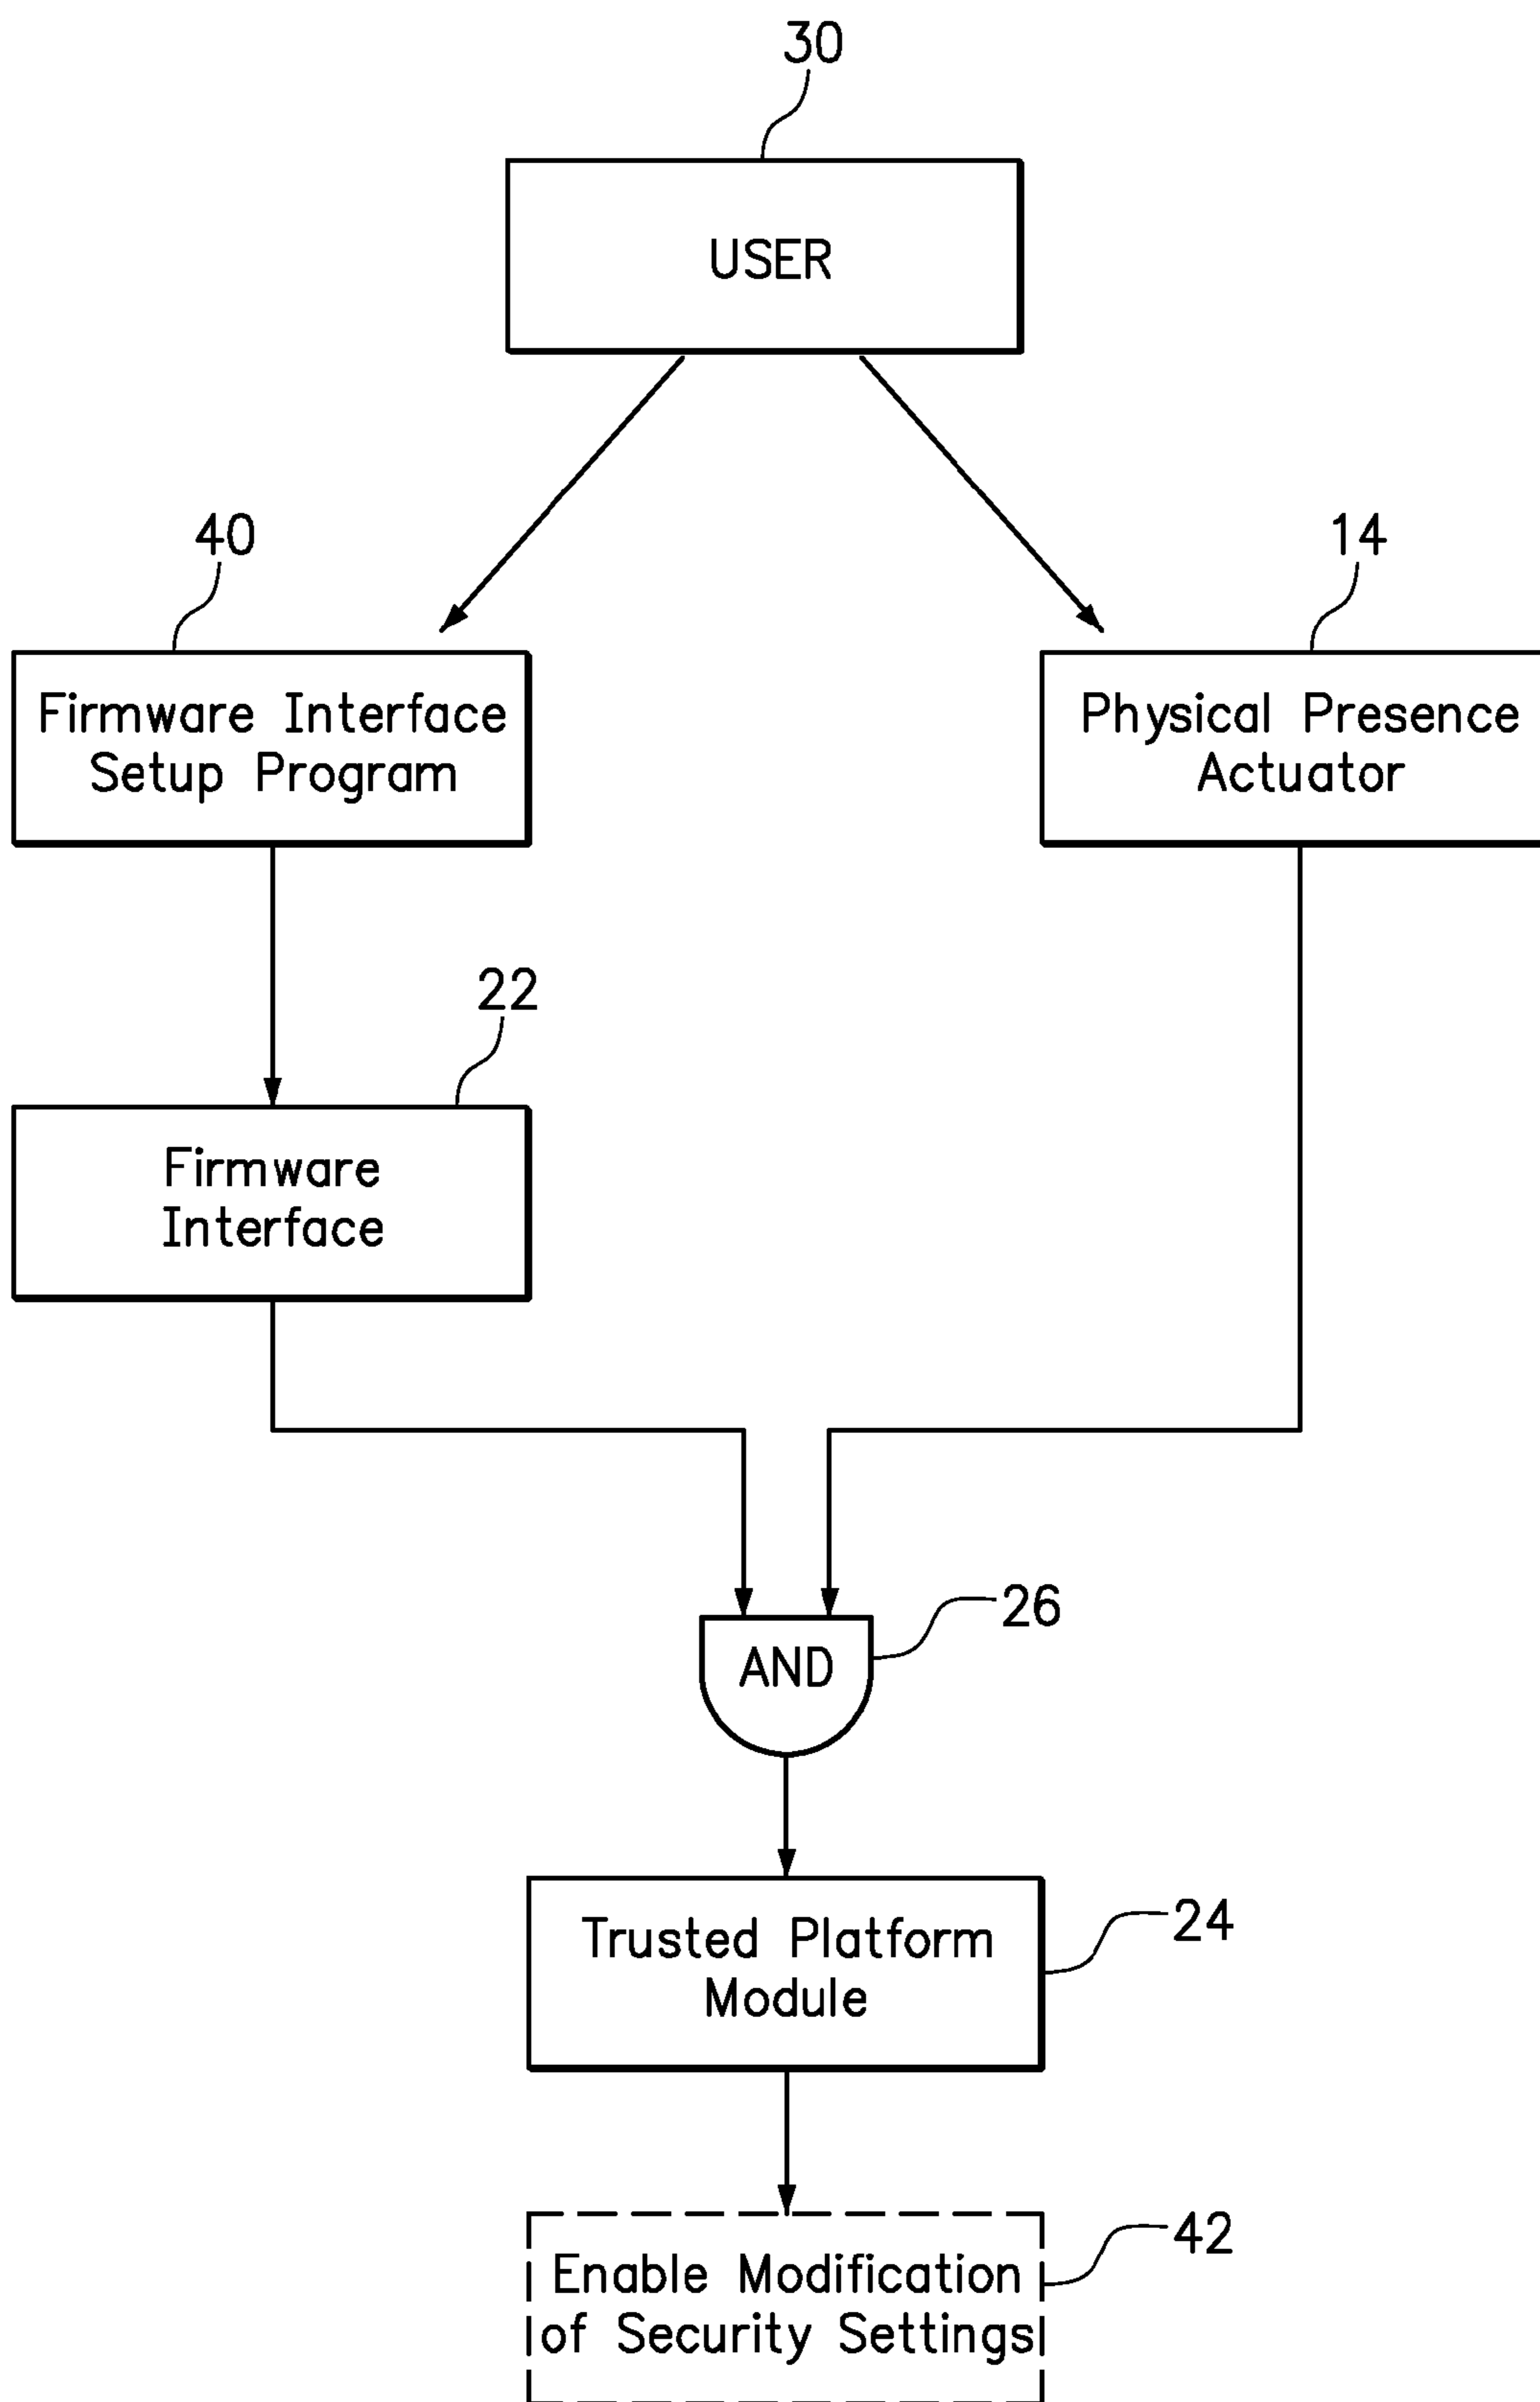 30
USER
40
14
Firmware Interface
Setup Program
Physical Presence
Actuator
22
Firmware
Interface
26
AND
24
Trusted Platform
Module
42
Enable Modification
of Security Settings